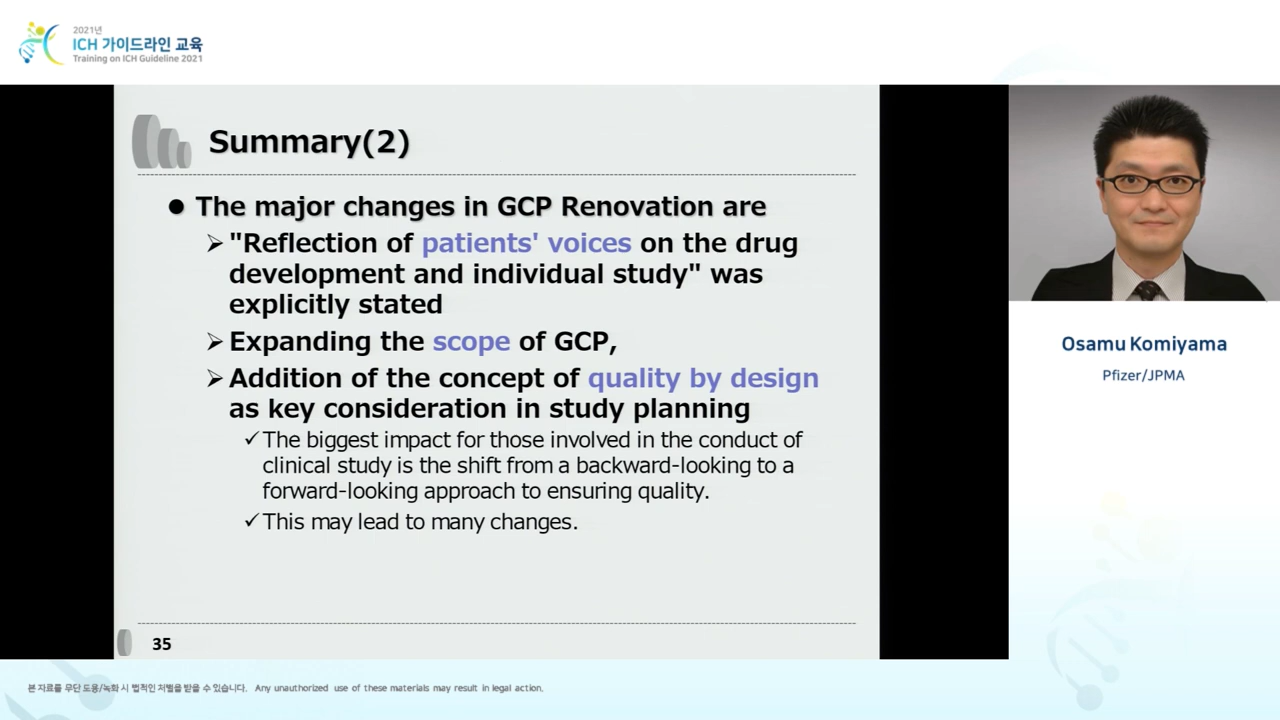 2021년
ICH 가이드라인 교육
Training on ICH Guideline 2021
Summary(2)
The major changes in GCP Renovation are
"Reflection of patients' voices on the drug
development and individual study" was
explicitly stated
Expanding the scope of GCP,
Addition of the concept of quality by design
as key consideration in study planning
The biggest impact for those involved in the conduct of
clinical study is the shift from a backward-looking to a
forward-looking approach to ensuring quality.
This may lead to many changes.
35
Osamu Komiyama
Pfizer/JPMA
본 자료를 무단 도용/녹화 시 법적인 처벌을 받을 수 있습니다. Any unauthorized use of these materials may result in legal action.